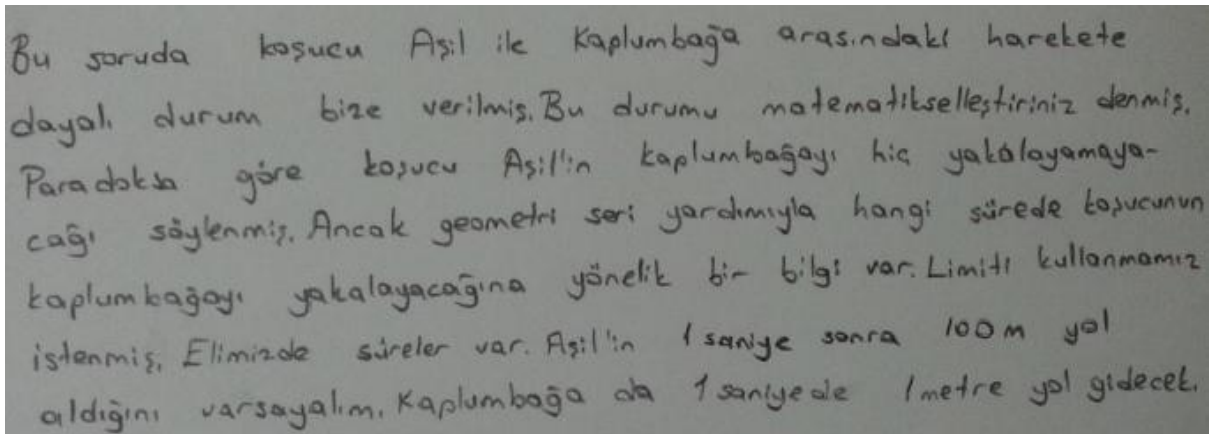 Bu soruda koşucu Aşil ile Kaplumbağa arasındaki harekete
dayalı durum bize verilmiş. Bu durumu matematikselleştiriniz denmiş.
Paradoksa göre koşucu Aşil'in kaplumbağayı hiç yakalayamaya-
cağı söylenmiş. Ancak geometri seri yardımıyla hangi sürede koşucunun
kaplumbağayı yakalayacağına yönelik bir bilgi var. Limiti kullanmamız
istenmiş. Elimizde süreler var. Aşil'in 1 saniye sonra 100 m yol
aldığını varsayalım. Kaplumbağa da 1 saniyede 1 metre yol gidecek.